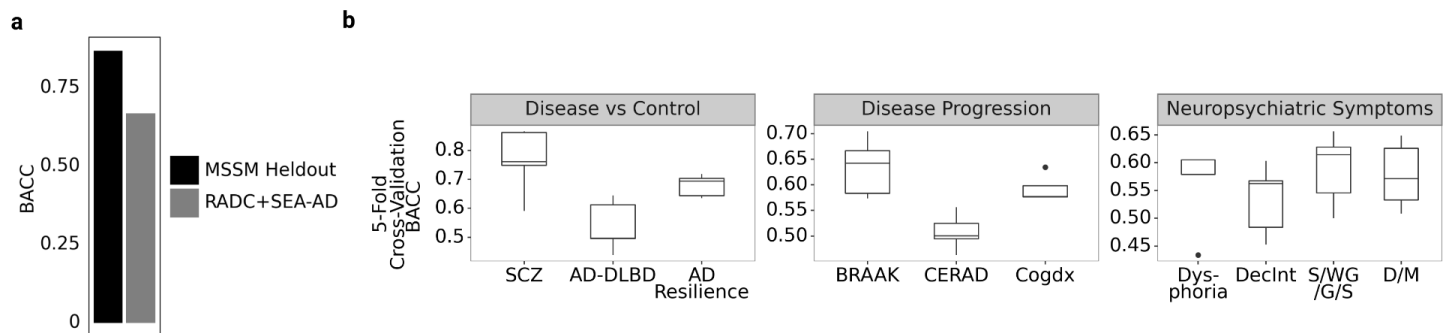 a
0.75
0.50
0.25
0
BACC
MSSM Heldout
RADC+SEA-AD
b
5-Fold
Cross-Validation
BACC
Disease vs Control
0.8
0.7
0.6
0.5
SCZ
AD-DLBD
AD
Resilience
Disease Progression
0.70
0.65
0.60
0.55
0.50
BRAAK
CERAD
Cogdx
Neuropsychiatric Symptoms
0.65
0.60
0.55
0.50
0.45
Dys-
phoria
DecInt
S/WG
/G/S
D/M